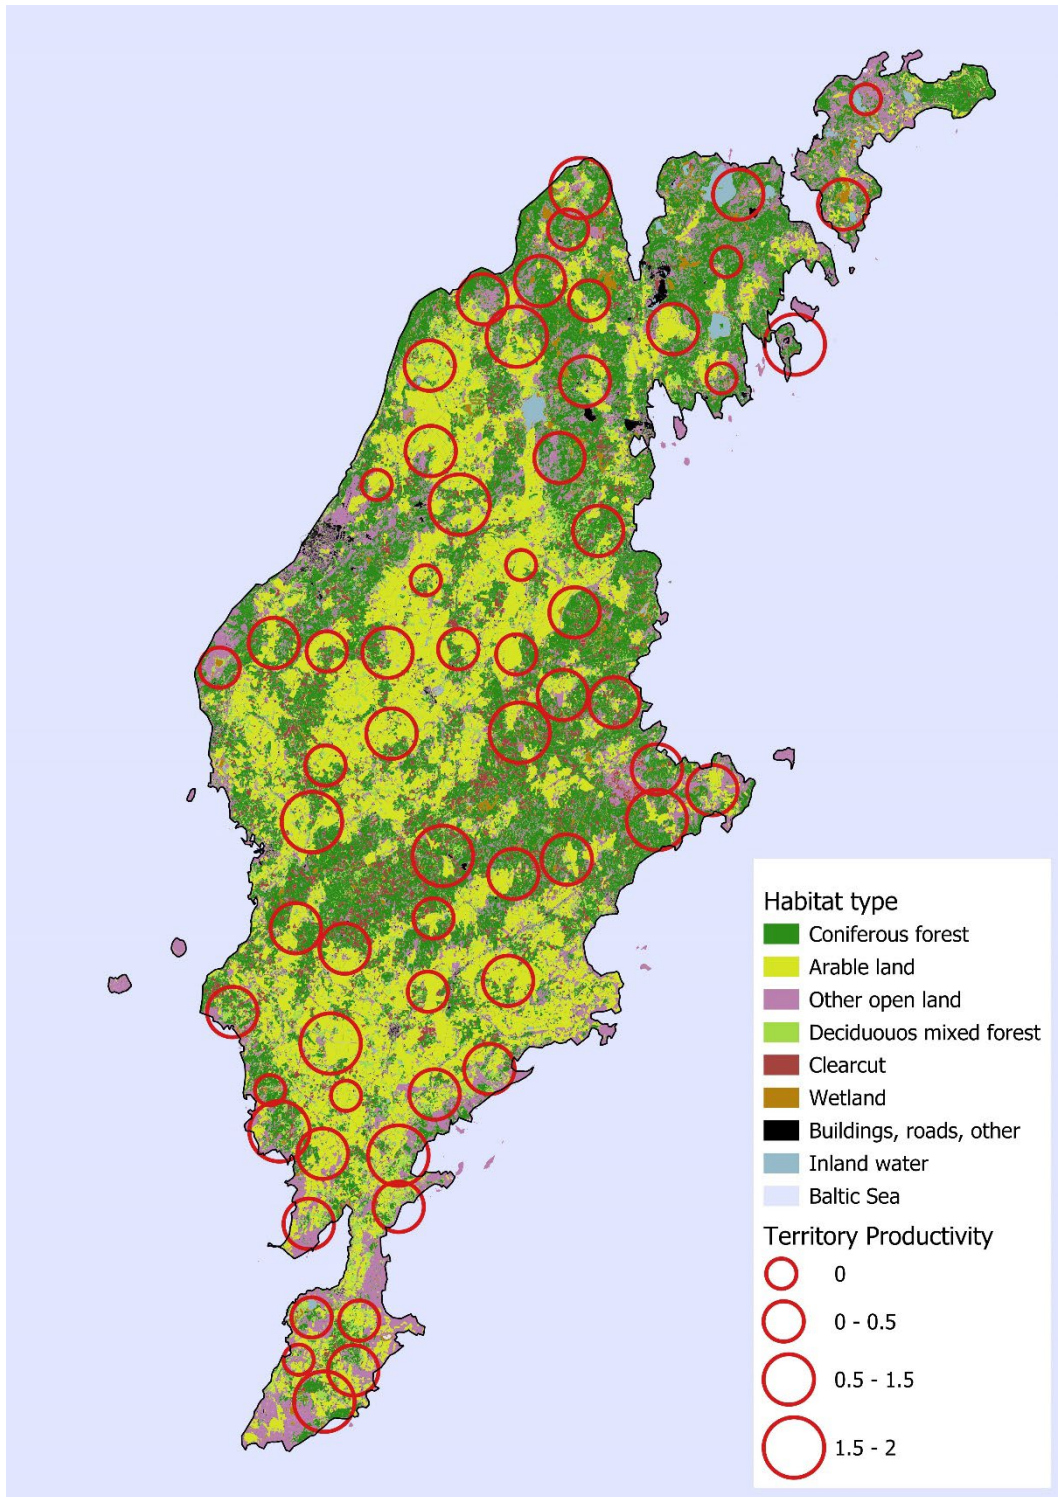 Habitat type
Coniferous forest
Arable land
Other open land
Deciduouos mixed forest
Clearcut
Wetland
Buildings, roads, other
Inland water
Baltic Sea
Territory Productivity
0
0 - 0.5
0.5 - 1.5
1.5 - 2